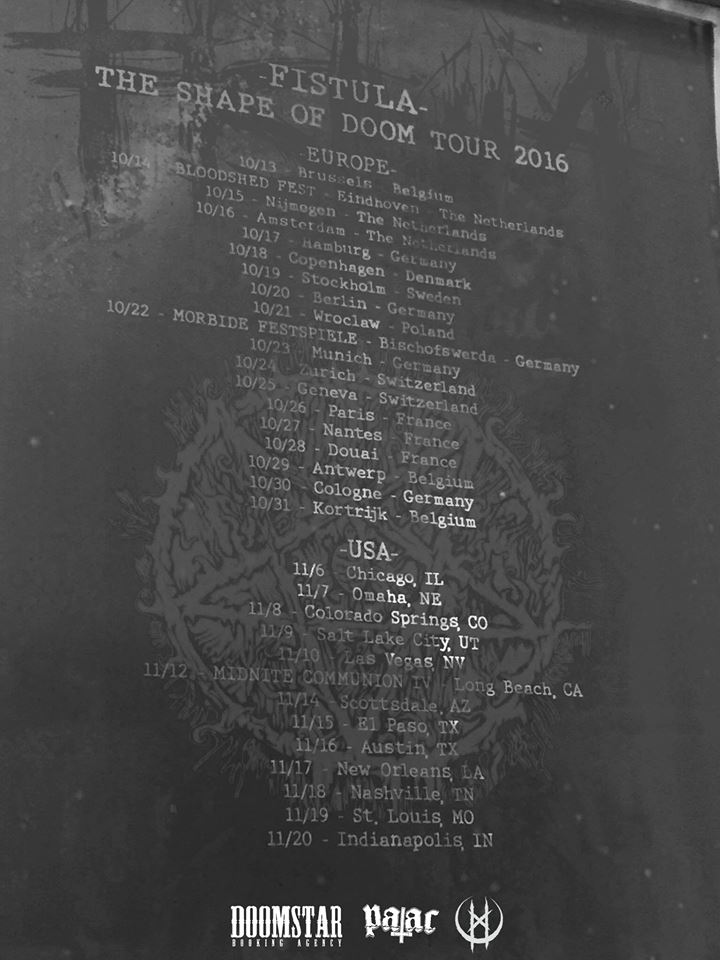 -FISTULA-
THE SHAPE OF DOOM TOUR 2016
-EUROPE-
10/13 - Brussels - Belgium
10/14 - BLOODSHED FEST - Eindhoven - The Netherlands
10/15 - Nijmegen - The Netherlands
10/16 - Amsterdam - The Netherlands
10/17 - Hamburg - Germany
10/18 - Copenhagen - Denmark
10/19 - Stockholm - Sweden
10/20 - Berlin - Germany
10/21 - Wroclaw - Poland
10/22 - MORBIDE FESTSPIELE - Bischofswerda - Germany
10/23 - Munich - Germany
10/24 - Zurich - Switzerland
10/25 - Geneva - Switzerland
10/26 - Paris - France
10/27 - Nantes - France
10/28 - Douai - France
10/29 - Antwerp - Belgium
10/30 - Cologne - Germany
10/31 - Kortrijk - Belgium
-USA-
11/6 - Chicago, IL
11/7 - Omaha, NE
11/8 - Colorado Springs, CO
11/9 - Salt Lake City, UT
11/10 - Las Vegas, NV
11/12 - MIDNITE COMMUNION IV - Long Beach, CA
11/14 - Scottsdale, AZ
11/15 - El Paso, TX
11/16 - Austin, TX
11/17 - New Orleans, LA
11/18 - Nashville, TN
11/19 - St. Louis, MO
11/20 - Indianapolis, IN
DOOMSTAR
BOOKING AGENCY
palac